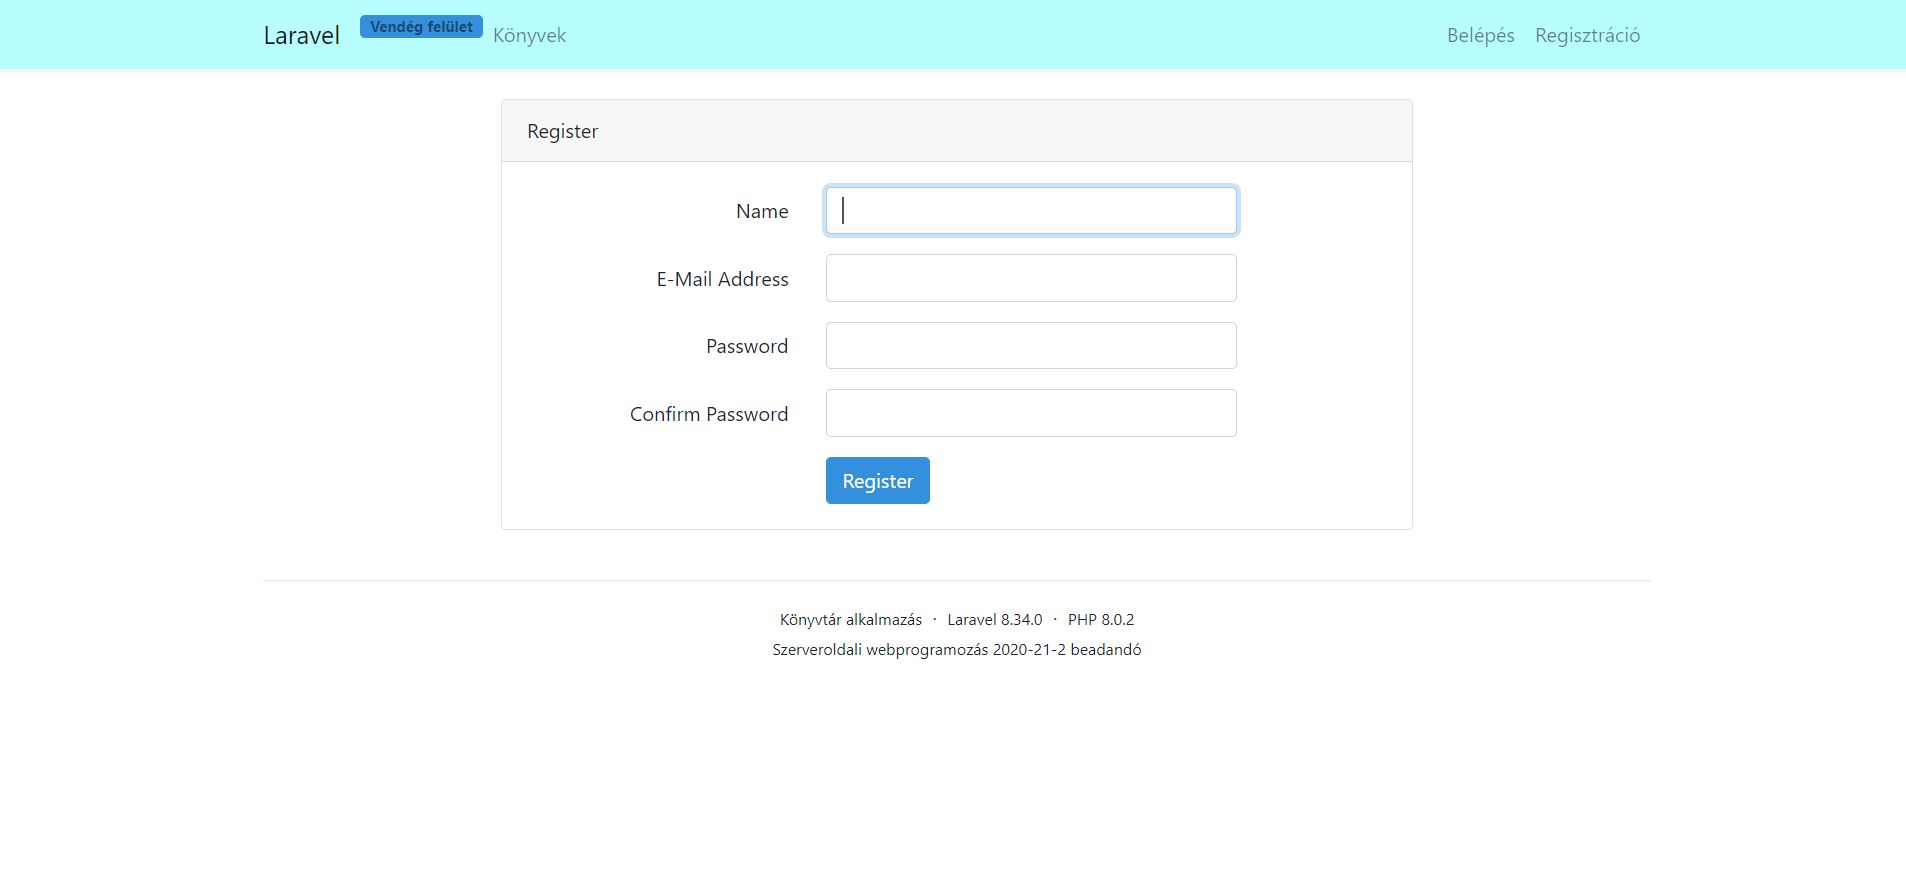 Laravel Vendég felület Könyvek Belépés Regisztráció
Register
Name
E-Mail Address
Password
Confirm Password
Register
Könyvtár alkalmazás · Laravel 8.34.0 · PHP 8.0.2
Szerveroldali webprogramozás 2020-21-2 beadandó